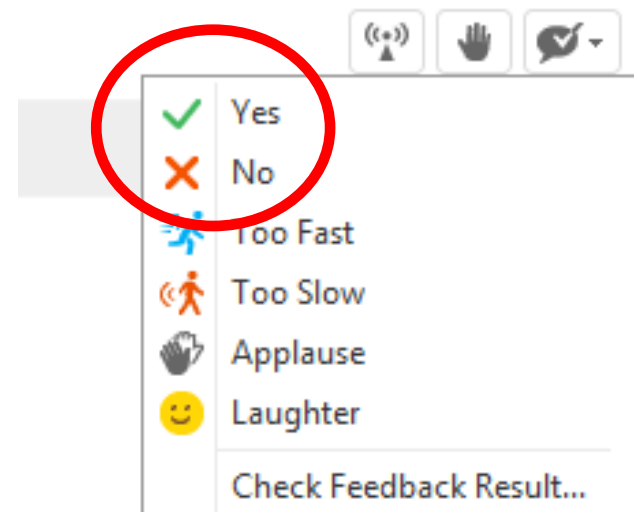 Yes
No
Too Fast
Too Slow
Applause
Laughter
Check Feedback Result...